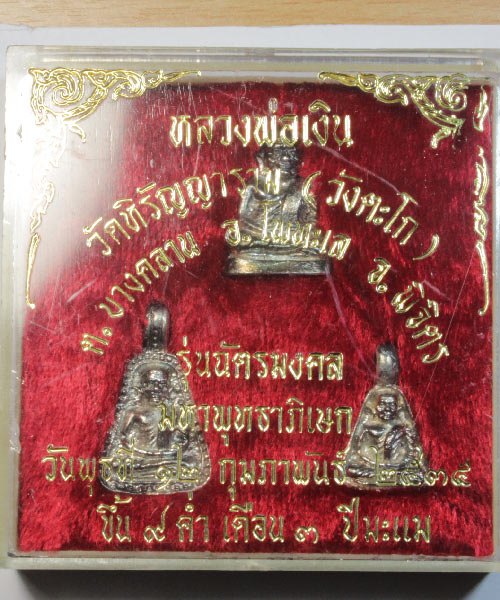 หลวงพ่อเงิน
วัดหิรัญญาราม ( วังตะโก )
ต. บางคลาน อ. โพทะเล จ. พิจิตร
รุ่นฉัตรมงคล
มหาพุทธาภิเษก
วันพุธที่ ๑๒ กุมภาพันธ์ ๒๕๓๔
ขึ้น ๙ ค่ำ เดือน ๓ ปีมะแม